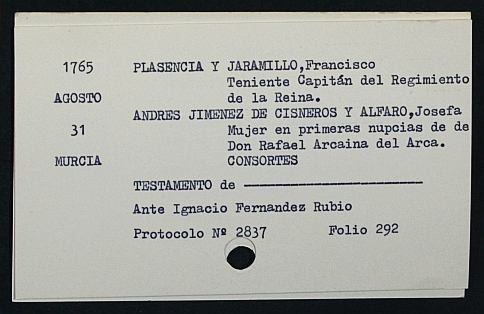 1765 PLASENCIA Y JARAMILLO,Francisco
Teniente Capitán del Regimiento
AGOSTO de la Reina.
ANDRES JIMENEZ DE CISNEROS Y ALFARO,Josefa
31 Mujer en primeras nupcias de de
Don Rafael Arcaina del Arca.
MURCIA CONSORTES
TESTAMENTO de ------------------------
Ante Ignacio Fernandez Rubio
Protocolo Nº 2837 Folio 292